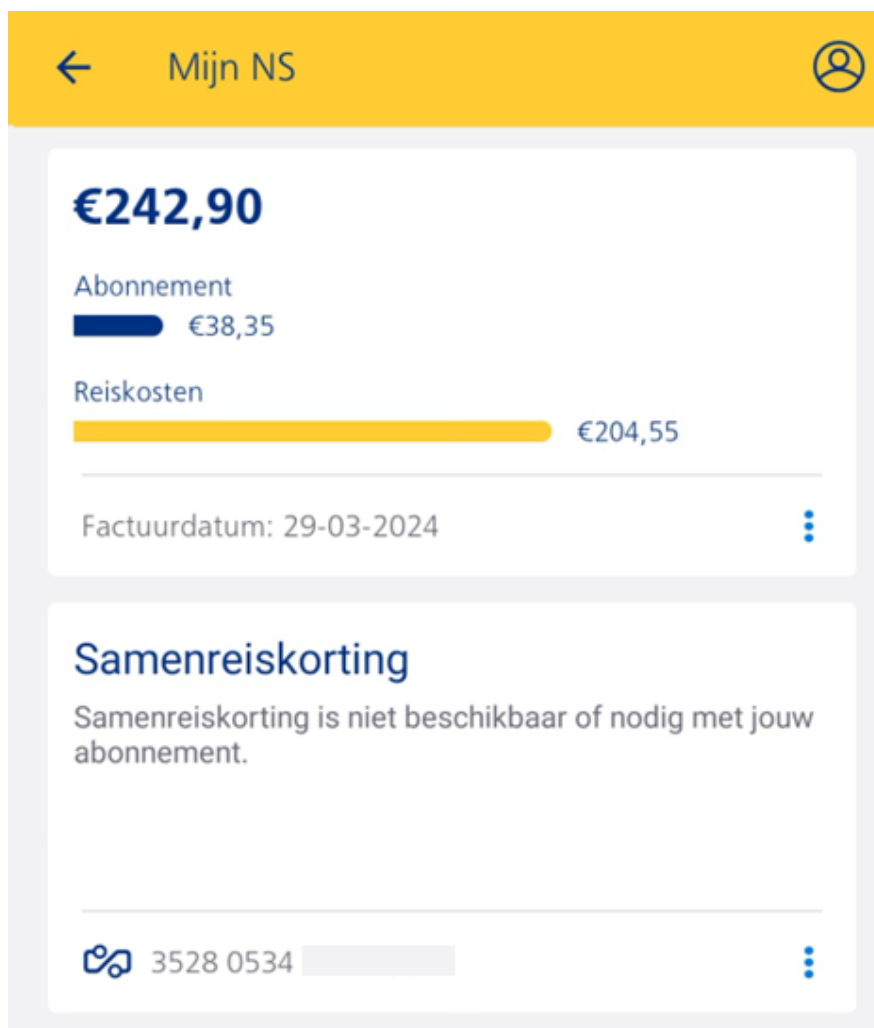 Mijn NS
€242,90
Abonnement
€38,35
Reiskosten
€204,55
Factuurdatum: 29-03-2024
Samenreiskorting
Samenreiskorting is niet beschikbaar of nodig met jouw
abonnement.
3528 0534